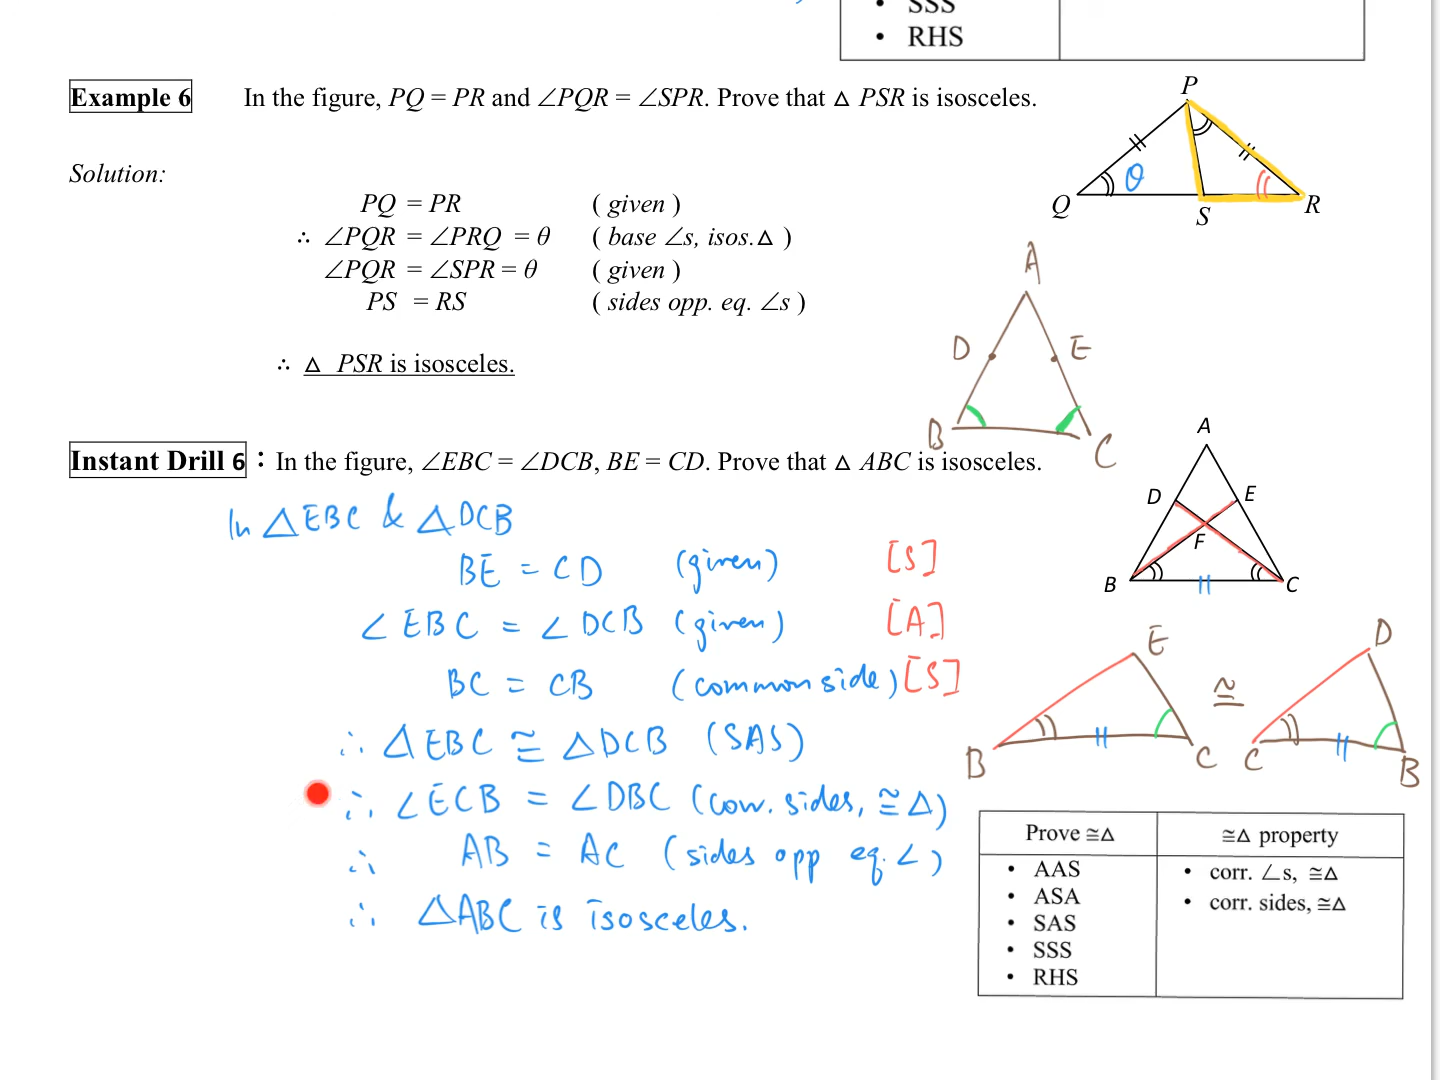 • SSS
• RHS
Example 6 In the figure, PQ = PR and ∠PQR = ∠SPR. Prove that △ PSR is isosceles.
P
θ
Q
S
R
Solution:
PQ = PR ( given )
∴ ∠PQR = ∠PRQ = θ ( base ∠s, isos.△ )
∠PQR = ∠SPR = θ ( given )
PS = RS ( sides opp. eq. ∠s )
∴ △ PSR is isosceles.
A
D E
B C
Instant Drill 6 : In the figure, ∠EBC = ∠DCB, BE = CD. Prove that △ ABC is isosceles.
A
D E
F
B C
In △EBC & △DCB
BE = CD (given) [S]
∠EBC = ∠DCB (given) [A]
BC = CB (common side) [S]
∴ △EBC ≅ △DCB (SAS)
∴ ∠ECB = ∠DBC (corr. sides, ≅△)
∴ AB = AC (sides opp eq. ∠)
∴ △ABC is isosceles.
E ≅ D
B C C B
Prove ≅△ ≅△ property
• AAS • corr. ∠s, ≅△
• ASA • corr. sides, ≅△
• SAS
• SSS
• RHS